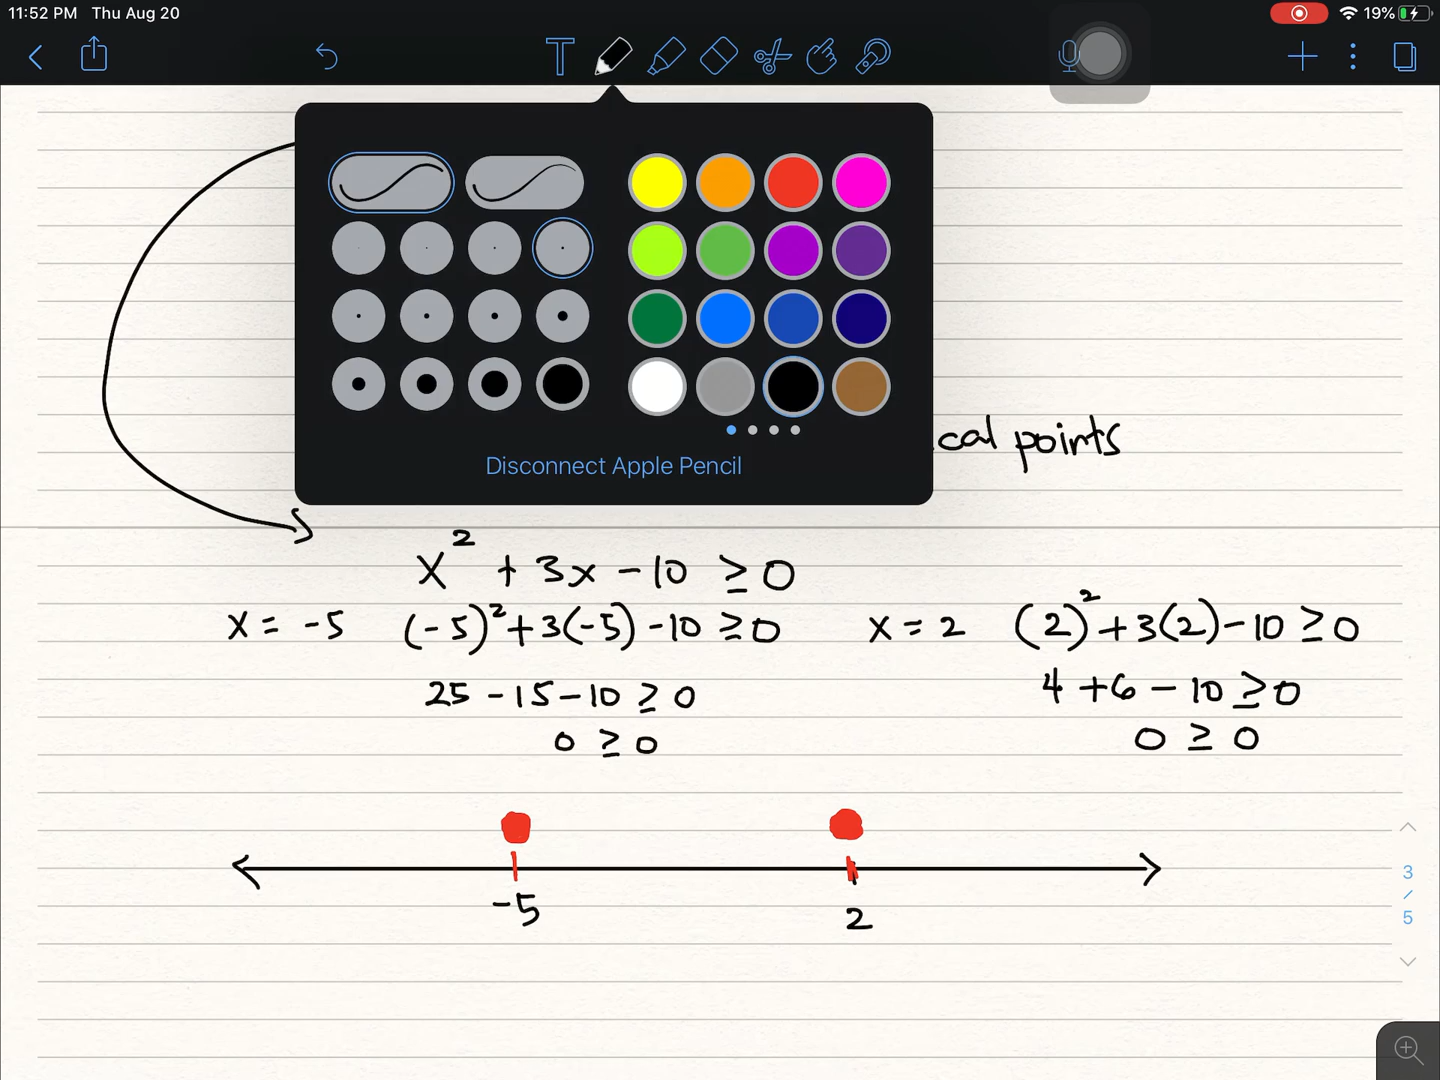 11:52 PM Thu Aug 20 19%
T
Disconnect Apple Pencil
cal points
x² + 3x - 10 ≥ 0
x = -5 (-5)² + 3(-5) - 10 ≥ 0 x = 2 (2)² + 3(2) - 10 ≥ 0
25 - 15 - 10 ≥ 0 4 + 6 - 10 ≥ 0
0 ≥ 0 0 ≥ 0
-5 2
3
/
5